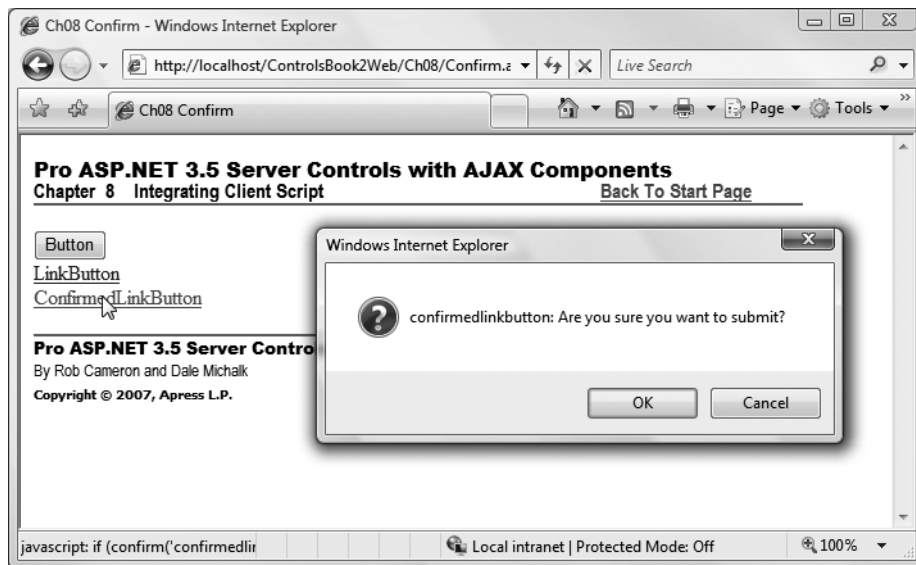 Ch08 Confirm - Windows Internet Explorer
http://localhost/ControlsBook2Web/Ch08/Confirm.a
Live Search
Ch08 Confirm
Page
Tools
»
Pro ASP.NET 3.5 Server Controls with AJAX Components
Chapter 8 Integrating Client Script
Back To Start Page
Button
LinkButton
ConfirmedLinkButton
Windows Internet Explorer
confirmedlinkbutton: Are you sure you want to submit?
OK
Cancel
Pro ASP.NET 3.5 Server Contro
By Rob Cameron and Dale Michalk
Copyright © 2007, Apress L.P.
javascript: if (confirm('confirmedlin
Local intranet | Protected Mode: Off
100%